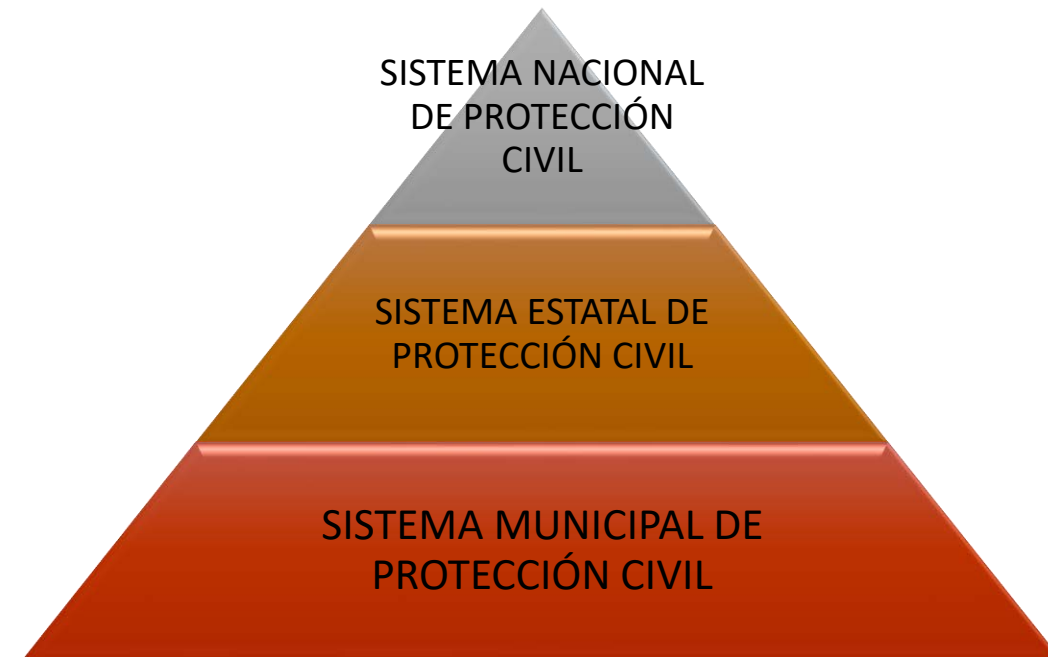 SISTEMA NACIONAL
DE PROTECCIÓN
CIVIL
SISTEMA ESTATAL DE
PROTECCIÓN CIVIL
SISTEMA MUNICIPAL DE
PROTECCIÓN CIVIL